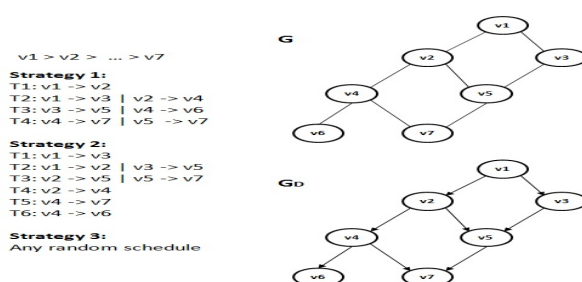 v1 > v2 > ... > v7
Strategy 1:
T1: v1 -> v2
T2: v1 -> v3 | v2 -> v4
T3: v3 -> v5 | v4 -> v6
T4: v4 -> v7 | v5 -> v7
Strategy 2:
T1: v1 -> v3
T2: v1 -> v2 | v3 -> v5
T3: v2 -> v5 | v5 -> v7
T4: v2 -> v4
T5: v4 -> v7
T6: v4 -> v6
Strategy 3:
Any random schedule
G
v1
v2
v3
v4
v5
v6
v7
GD
v1
v2
v3
v4
v5
v6
v7